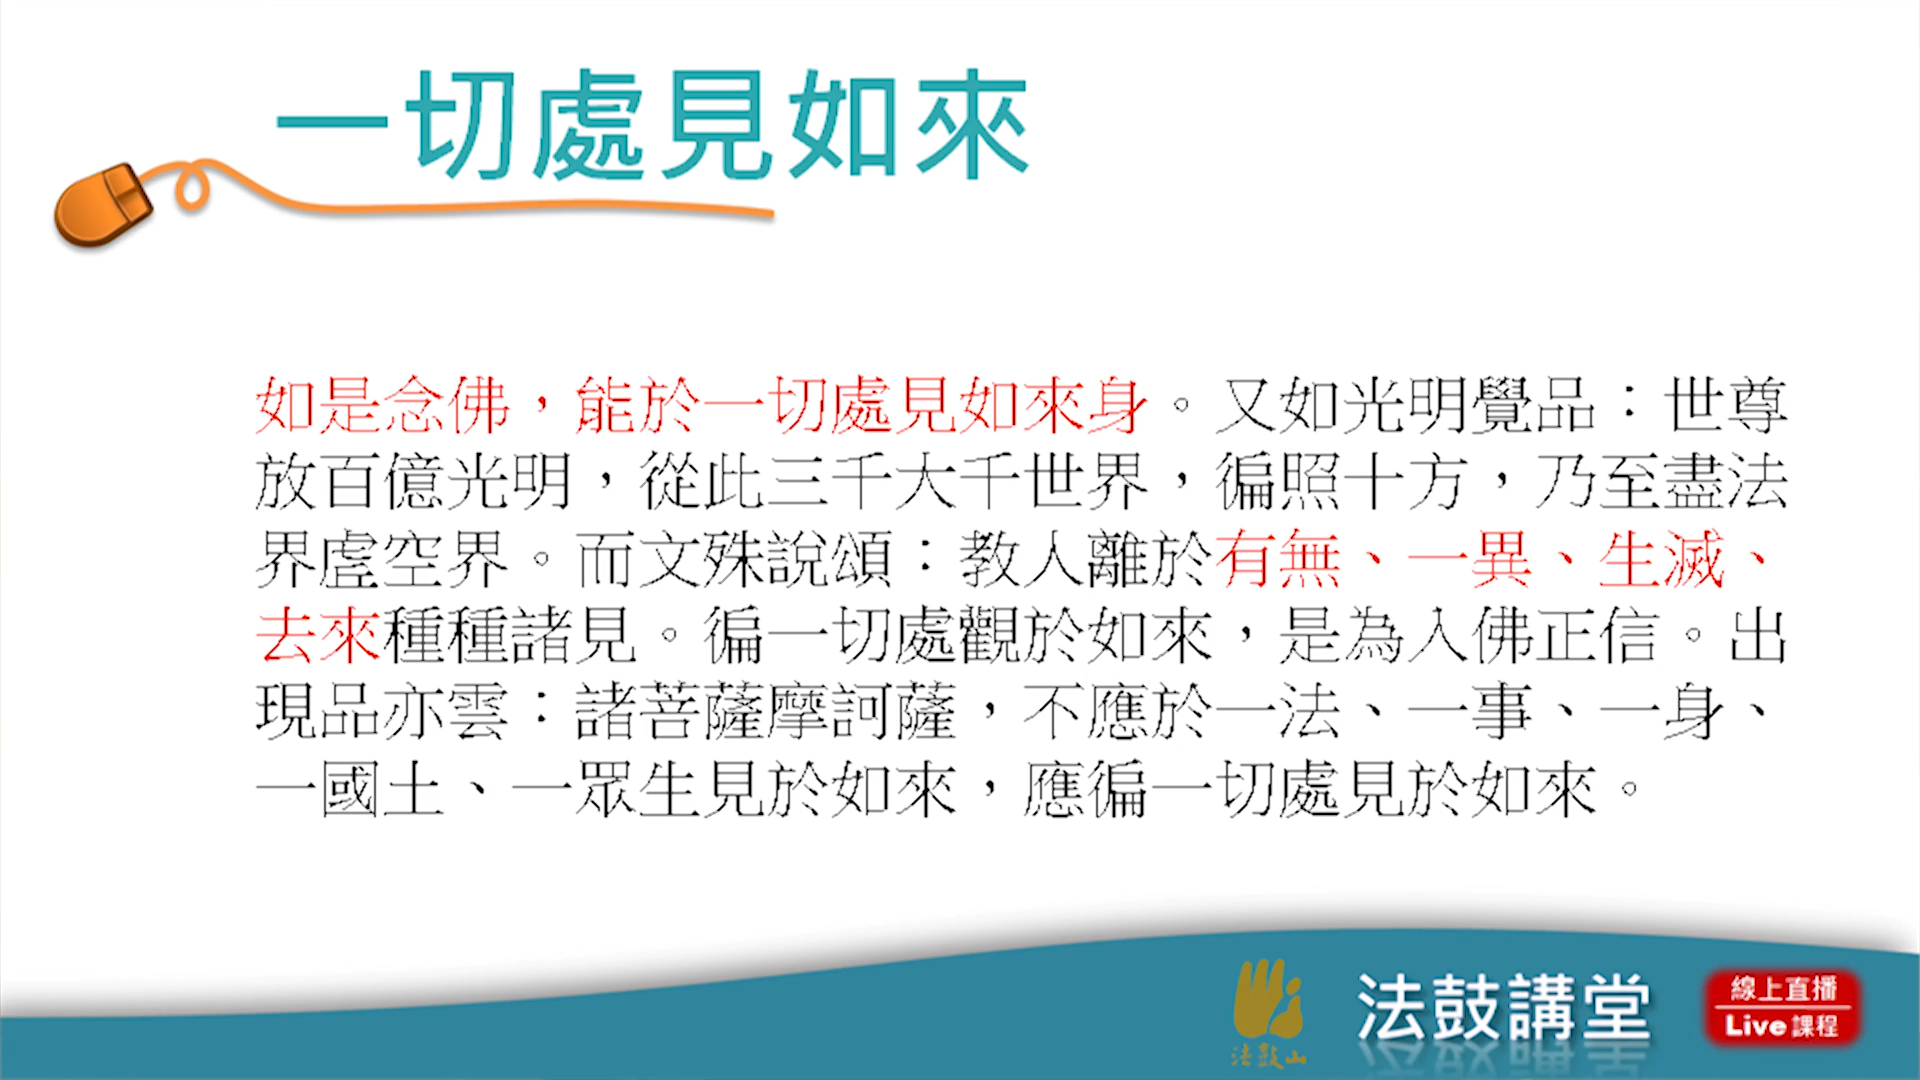 一切處見如來
如是念佛，能於一切處見如來身。又如光明覺品：世尊
放百億光明，從此三千大千世界，徧照十方，乃至盡法
界虛空界。而文殊說頌：教人離於有無、一異、生滅、
去來種種諸見。徧一切處觀於如來，是為入佛正信。出
現品亦雲：諸菩薩摩訶薩，不應於一法、一事、一身、
一國土、一眾生見於如來，應徧一切處見於如來。
法鼓山
法鼓講堂
線上直播
Live課程